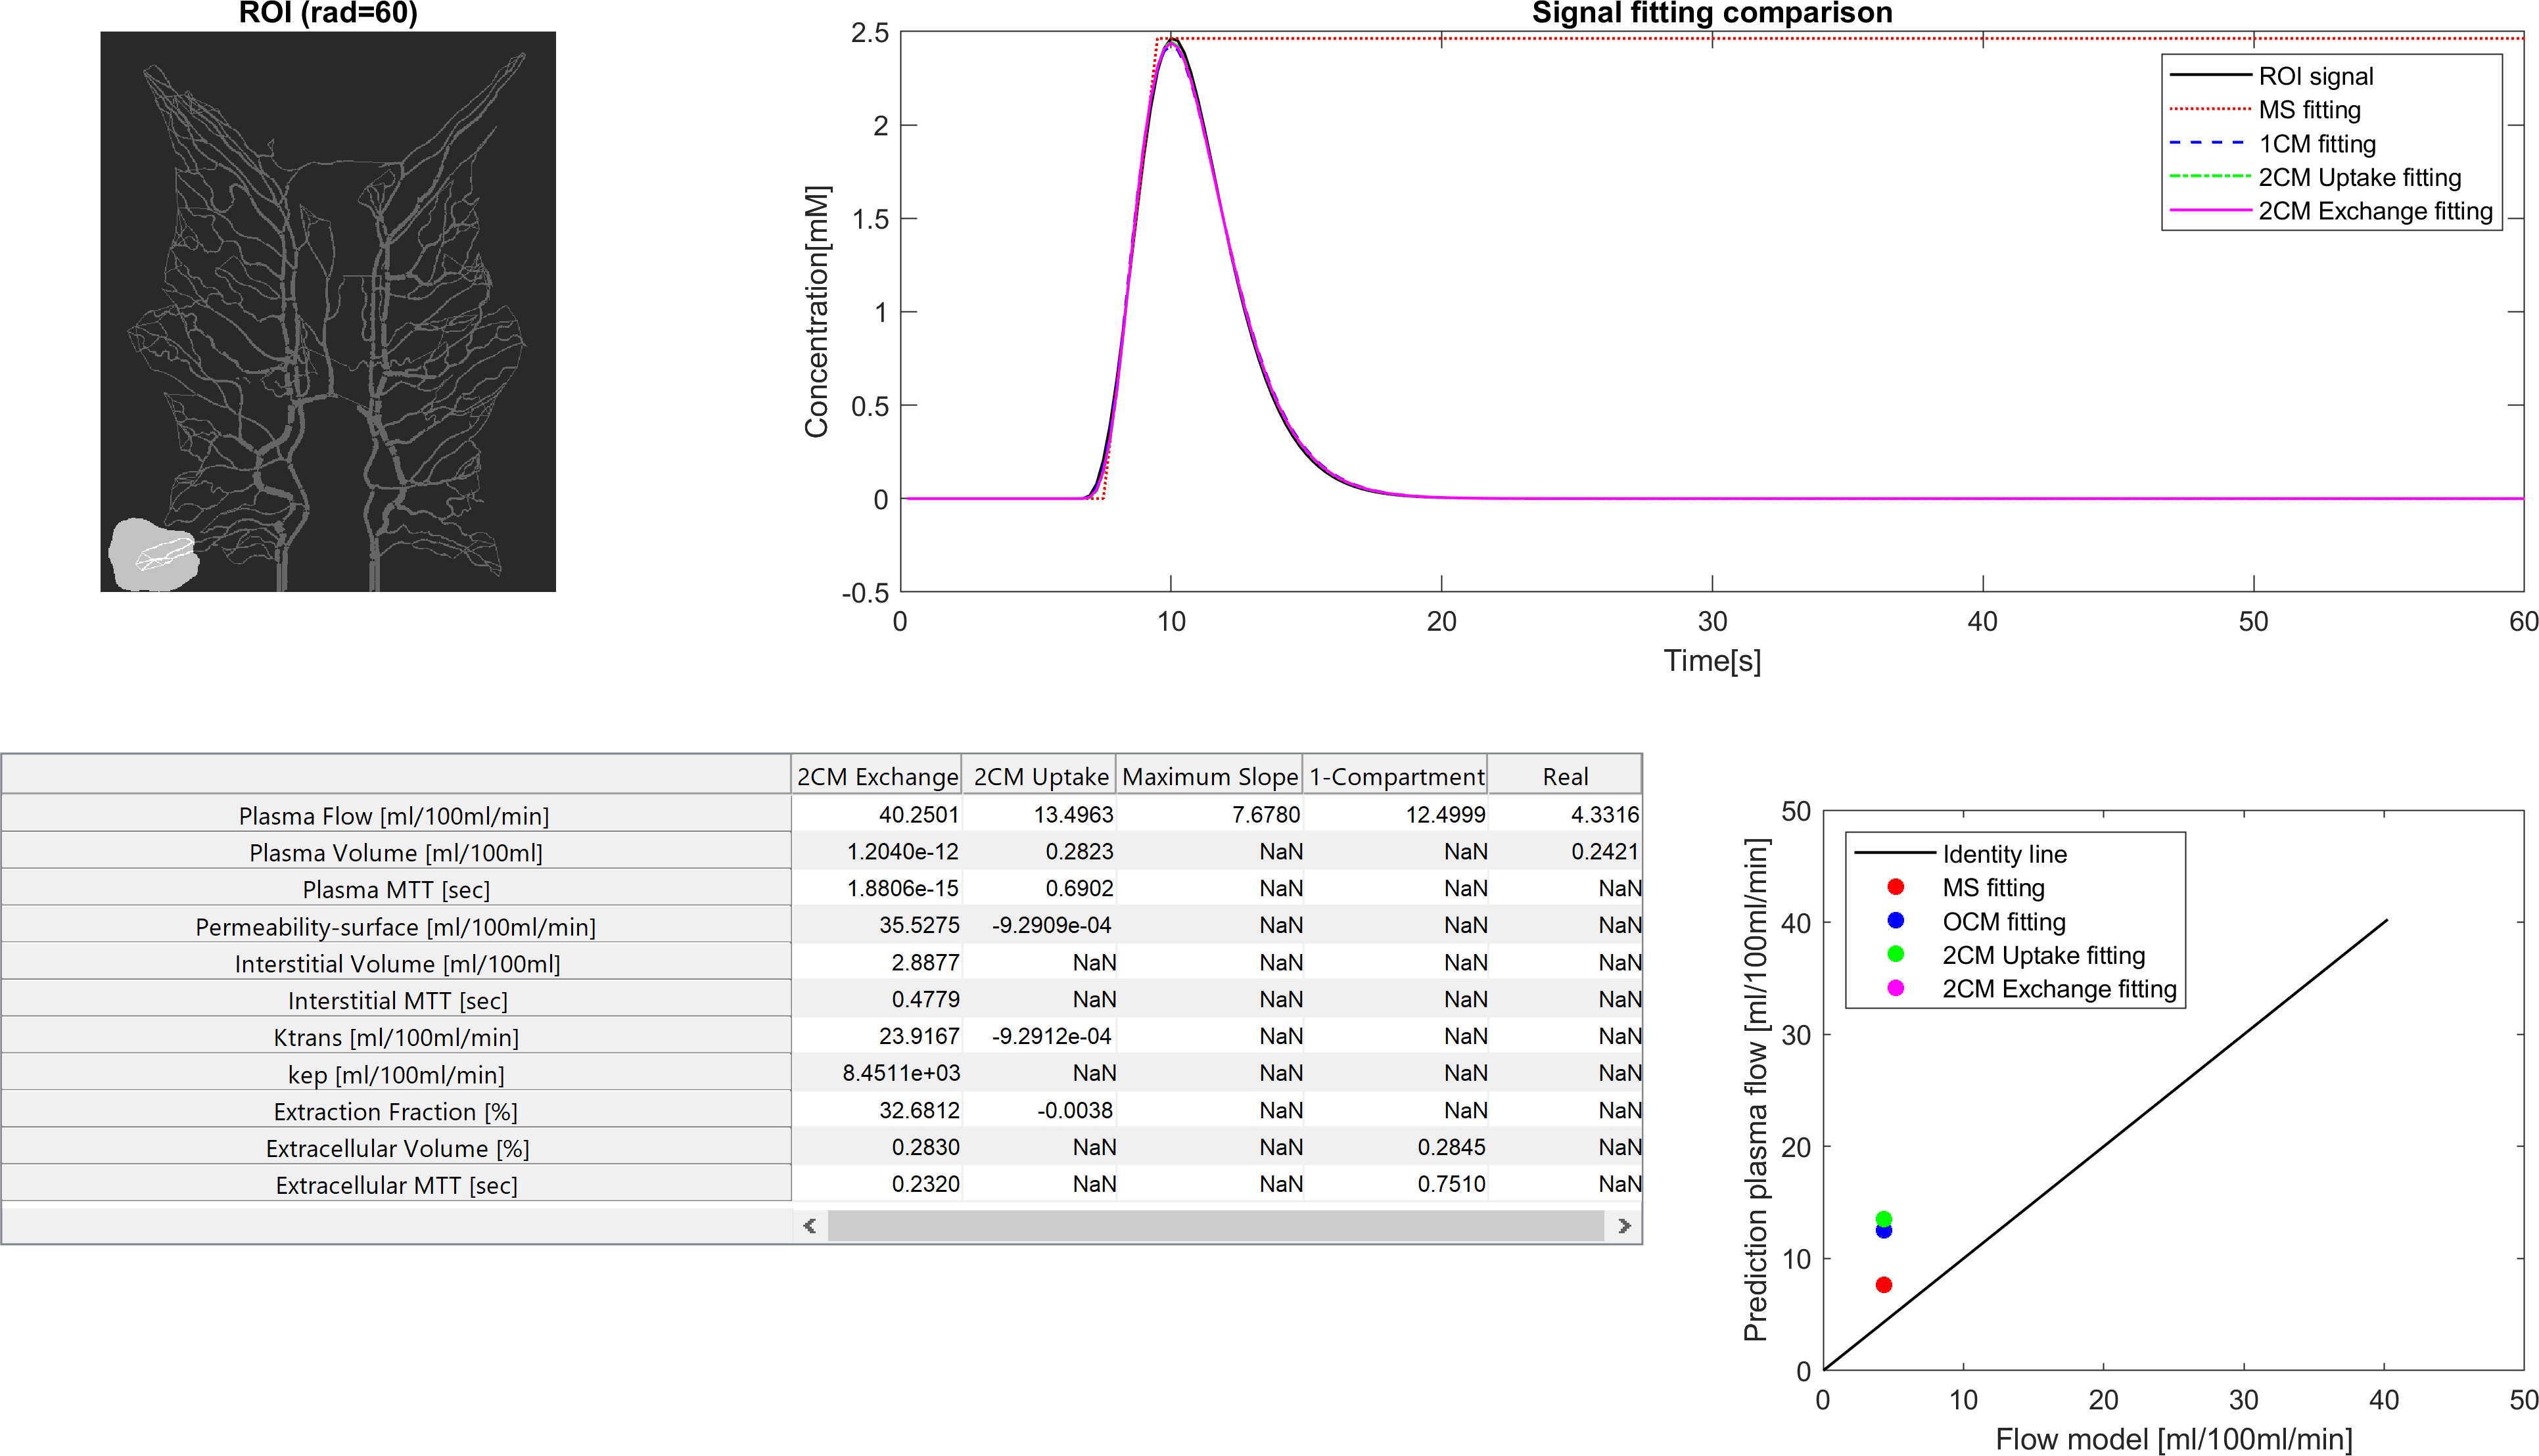 ROI (rad=60)
Signal fitting comparison
2.5
2
1.5
1
0.5
0
-0.5
Concentration[mM]
ROI signal
MS fitting
1CM fitting
2CM Uptake fitting
2CM Exchange fitting
0 10 20 30 40 50 60
Time[s]
2CM Exchange 2CM Uptake Maximum Slope 1-Compartment Real
Plasma Flow [ml/100ml/min] 40.2501 13.4963 7.6780 12.4999 4.3316
Plasma Volume [ml/100ml] 1.2040e-12 0.2823 NaN NaN 0.2421
Plasma MTT [sec] 1.8806e-15 0.6902 NaN NaN NaN
Permeability-surface [ml/100ml/min] 35.5275 -9.2909e-04 NaN NaN NaN
Interstitial Volume [ml/100ml] 2.8877 NaN NaN NaN NaN
Interstitial MTT [sec] 0.4779 NaN NaN NaN NaN
Ktrans [ml/100ml/min] 23.9167 -9.2912e-04 NaN NaN NaN
kep [ml/100ml/min] 8.4511e+03 NaN NaN NaN NaN
Extraction Fraction [%] 32.6812 -0.0038 NaN NaN NaN
Extracellular Volume [%] 0.2830 NaN NaN 0.2845 NaN
Extracellular MTT [sec] 0.2320 NaN NaN 0.7510 NaN
50
40
30
20
10
0
Prediction plasma flow [ml/100ml/min]
Identity line
MS fitting
OCM fitting
2CM Uptake fitting
2CM Exchange fitting
0 10 20 30 40 50
Flow model [ml/100ml/min]